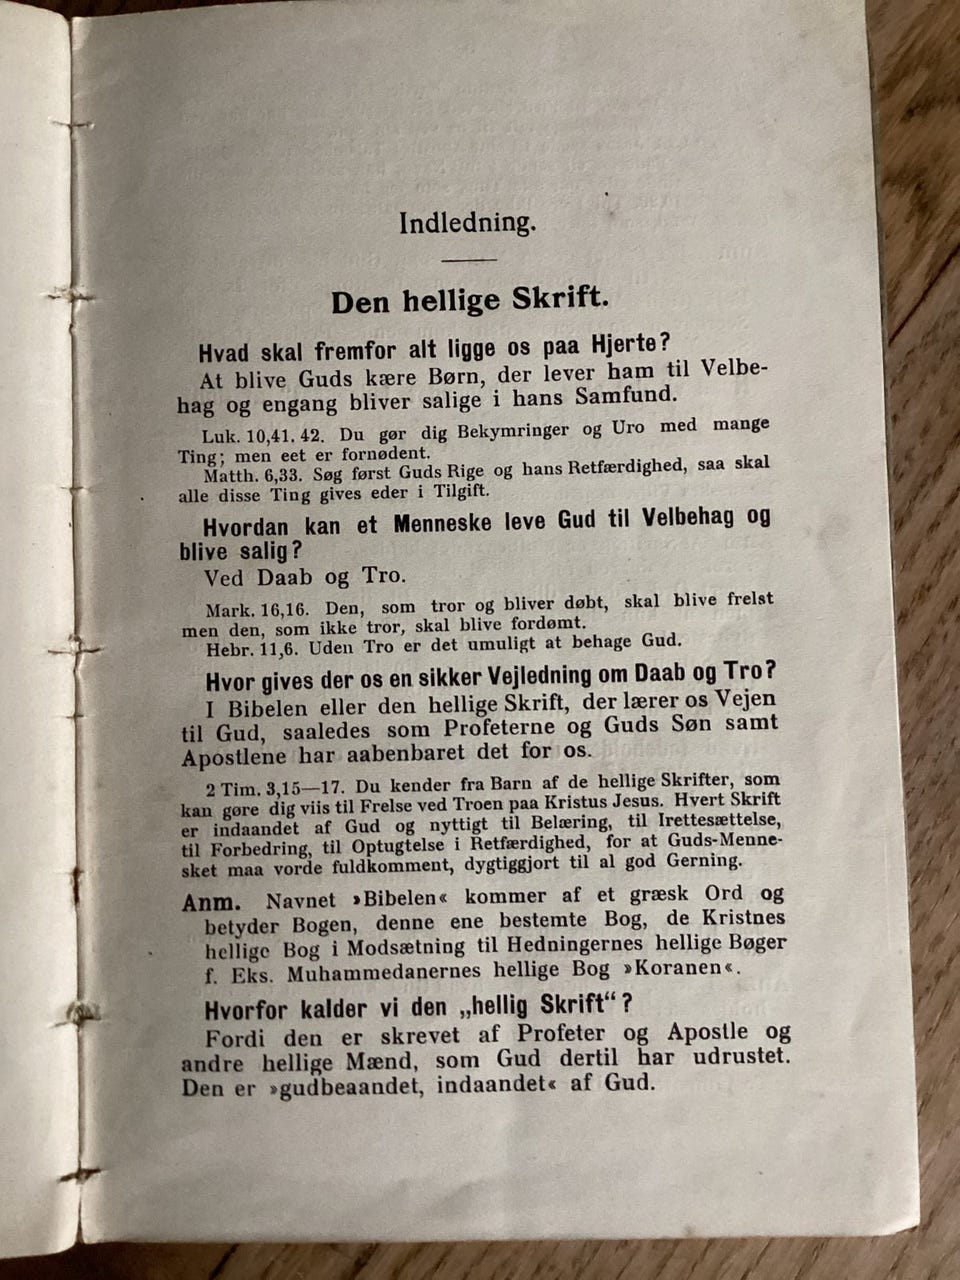 Indledning.
Den hellige Skrift.
Hvad skal fremfor alt ligge os paa Hjerte?
At blive Guds kære Børn, der lever ham til Velbe-
hag og engang bliver salige i hans Samfund.
Luk. 10,41. 42. Du gør dig Bekymringer og Uro med mange
Ting; men eet er fornødent.
Matth. 6,33. Søg først Guds Rige og hans Retfærdighed, saa skal
alle disse Ting gives eder i Tilgift.
Hvordan kan et Menneske leve Gud til Velbehag og
blive salig?
Ved Daab og Tro.
Mark. 16,16. Den, som tror og bliver døbt, skal blive frelst
men den, som ikke tror, skal blive fordømt.
Hebr. 11,6. Uden Tro er det umuligt at behage Gud.
Hvor gives der os en sikker Vejledning om Daab og Tro?
I Bibelen eller den hellige Skrift, der lærer os Vejen
til Gud, saaledes som Profeterne og Guds Søn samt
Apostlene har aabenbaret det for os.
2 Tim. 3,15—17. Du kender fra Barn af de hellige Skrifter, som
kan gøre dig viis til Frelse ved Troen paa Kristus Jesus. Hvert Skrift
er indaandet af Gud og nyttigt til Belæring, til Irettesættelse,
til Forbedring, til Optugtelse i Retfærdighed, for at Guds-Menne-
sket maa vorde fuldkomment, dygtiggjort til al god Gerning.
Anm. Navnet »Bibelen« kommer af et græsk Ord og
betyder Bogen, denne ene bestemte Bog, de Kristnes
hellige Bog i Modsætning til Hedningernes hellige Bøger
f. Eks. Muhammedanernes hellige Bog »Koranen«.
Hvorfor kalder vi den „hellig Skrift“?
Fordi den er skrevet af Profeter og Apostle og
andre hellige Mænd, som Gud dertil har udrustet.
Den er »gudbeaandet, indaandet« af Gud.